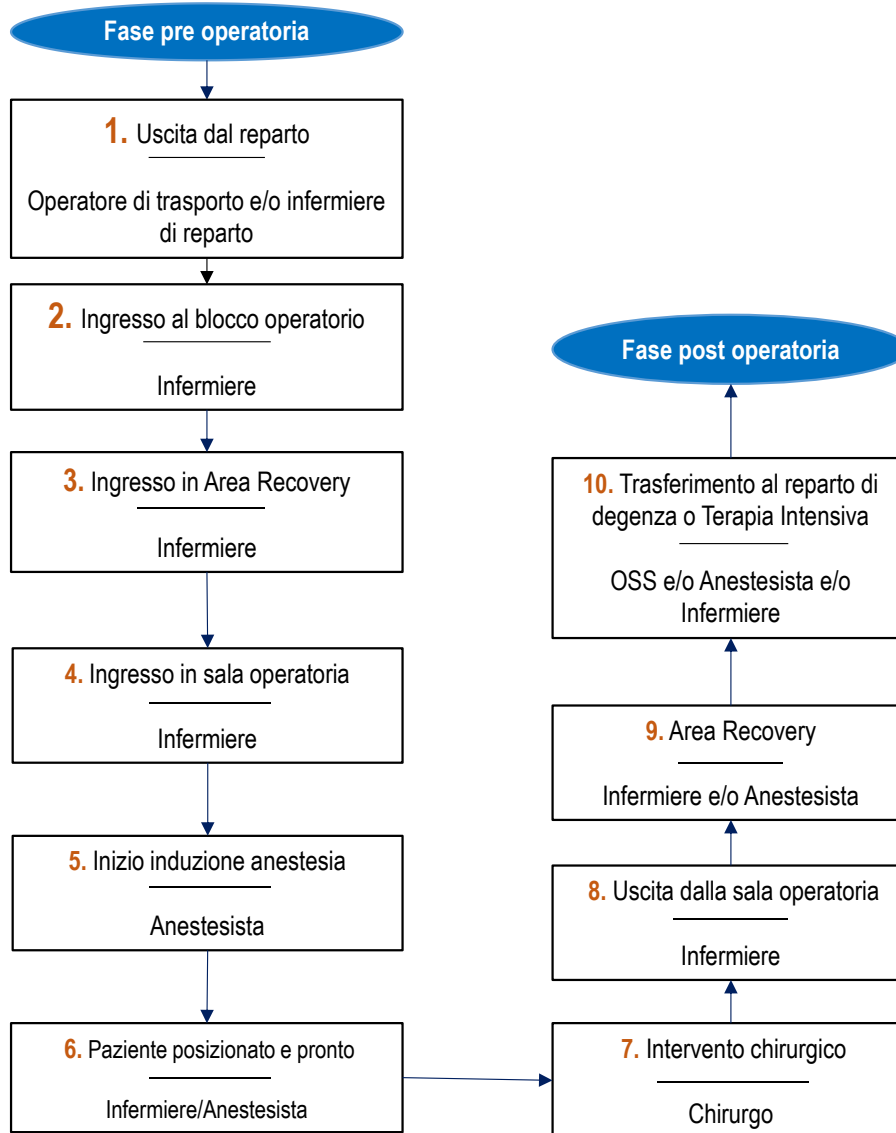 Fase pre operatoria
1. Uscita dal reparto
Operatore di trasporto e/o infermiere
di reparto
2. Ingresso al blocco operatorio
Infermiere
3. Ingresso in Area Recovery
Infermiere
4. Ingresso in sala operatoria
Infermiere
5. Inizio induzione anestesia
Anestesista
6. Paziente posizionato e pronto
Infermiere/Anestesista
7. Intervento chirurgico
Chirurgo
8. Uscita dalla sala operatoria
Infermiere
9. Area Recovery
Infermiere e/o Anestesista
10. Trasferimento al reparto di
degenza o Terapia Intensiva
OSS e/o Anestesista e/o
Infermiere
Fase post operatoria